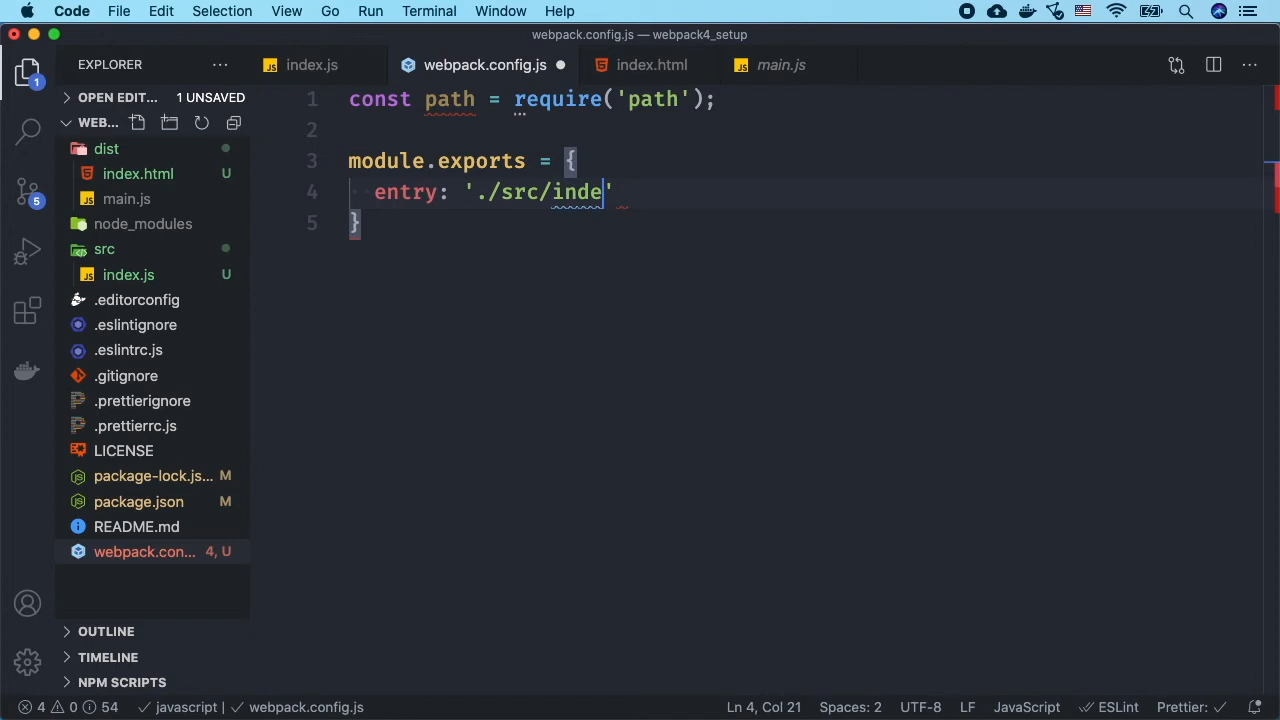 Code File Edit Selection View Go Run Terminal Window Help
webpack.config.js — webpack4_setup
EXPLORER
index.js
webpack.config.js
index.html
main.js
OPEN EDIT... 1 UNSAVED
WEB...
dist
index.html U
main.js
node_modules
src
index.js U
.editorconfig
.eslintignore
.eslintrc.js
.gitignore
.prettierignore
.prettierrc.js
LICENSE
package-lock.js... M
package.json M
README.md
webpack.con... 4, U
OUTLINE
TIMELINE
NPM SCRIPTS
1
5
1 const path = require('path');
2
3 module.exports = {
4 entry: './src/inde'
5 }
4 0 54 javascript | webpack.config.js Ln 4, Col 21 Spaces: 2 UTF-8 LF JavaScript ESLint Prettier: